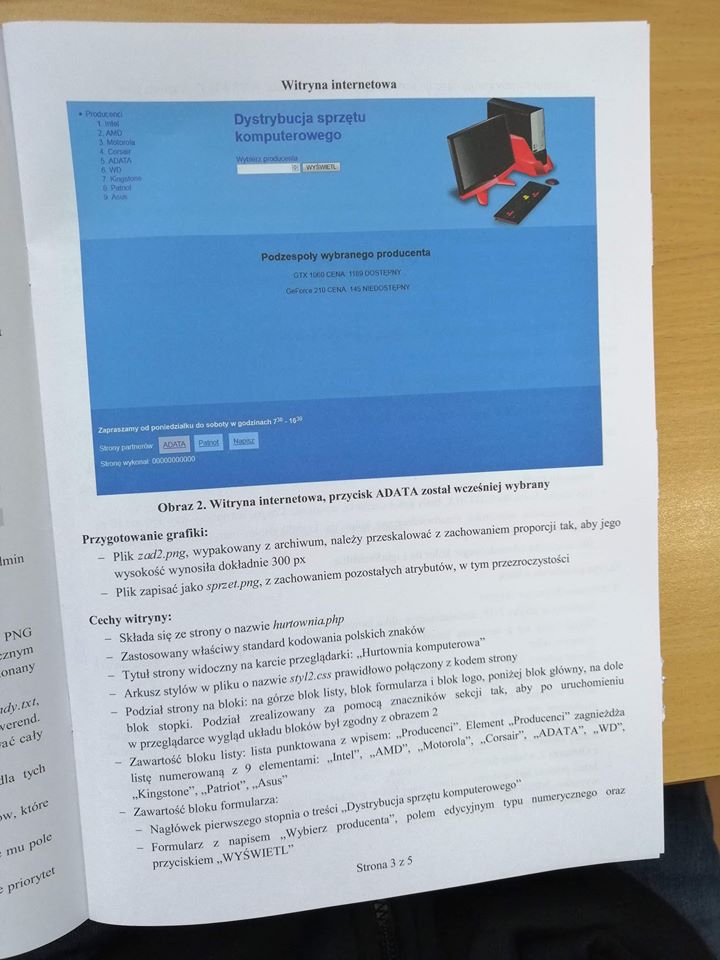 Witryna internetowa
• Producenci
1. Intel
2. AMD
3. Motorola
4. Corsair
5. ADATA
6. WD
7. Kingstone
8. Patriot
9. Asus
Dystrybucja sprzętu
komputerowego
Wybierz producenta
WYŚWIETL
Podzespoły wybranego producenta
GTX 1060 CENA: 1189 DOSTĘPNY
GeForce 210 CENA: 145 NIEDOSTĘPNY
Zapraszamy od poniedziałku do soboty w godzinach 7³⁰ - 16³⁰
Strony partnerów: ADATA Patriot Napisz
Stronę wykonał: 00000000000
Obraz 2. Witryna internetowa, przycisk ADATA został wcześniej wybrany
Przygotowanie grafiki:
– Plik zad2.png, wypakowany z archiwum, należy przeskalować z zachowaniem proporcji tak, aby jego
wysokość wynosiła dokładnie 300 px
– Plik zapisać jako sprzet.png, z zachowaniem pozostałych atrybutów, w tym przezroczystości
Cechy witryny:
– Składa się ze strony o nazwie hurtownia.php
– Zastosowany właściwy standard kodowania polskich znaków
– Tytuł strony widoczny na karcie przeglądarki: „Hurtownia komputerowa”
– Arkusz stylów w pliku o nazwie styl2.css prawidłowo połączony z kodem strony
– Podział strony na bloki: na górze blok listy, blok formularza i blok logo, poniżej blok główny, na dole
blok stopki. Podział zrealizowany za pomocą znaczników sekcji tak, aby po uruchomieniu
w przeglądarce wygląd układu bloków był zgodny z obrazem 2
– Zawartość bloku listy: lista punktowana z wpisem: „Producenci”. Element „Producenci” zagnieżdża
listę numerowaną z 9 elementami: „Intel”, „AMD”, „Motorola”, „Corsair”, „ADATA”, „WD”,
„Kingstone”, „Patriot”, „Asus”
– Zawartość bloku formularza:
– Nagłówek pierwszego stopnia o treści „Dystrybucja sprzętu komputerowego”
– Formularz z napisem „Wybierz producenta”, polem edycyjnym typu numerycznego oraz
przyciskiem „WYŚWIETL”
Strona 3 z 5
PNG
dla tych
które
mu pole
priorytet